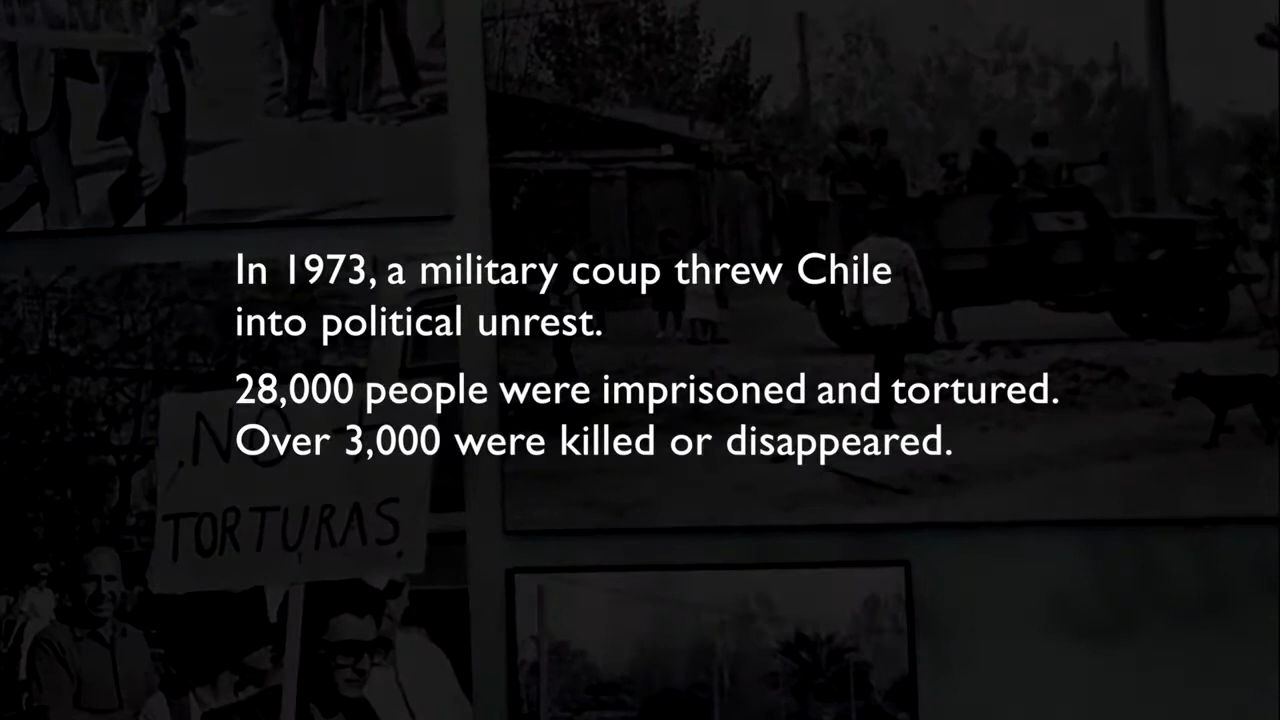 In 1973, a military coup threw Chile
into political unrest.
28,000 people were imprisoned and tortured.
Over 3,000 were killed or disappeared.
NO +
TORTURAS